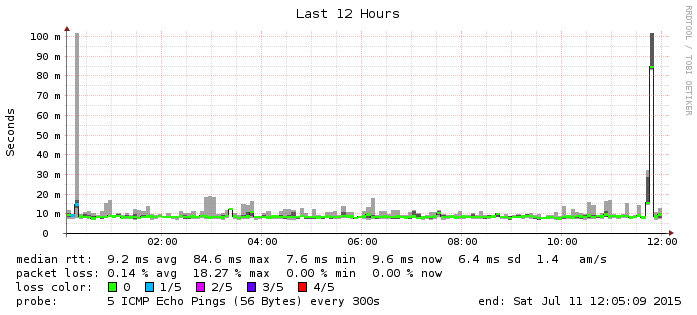 Last 12 Hours
RRDTOOL / TOBI OETIKER
Seconds
100 m
90 m
80 m
70 m
60 m
50 m
40 m
30 m
20 m
10 m
0
02:00 04:00 06:00 08:00 10:00 12:00
median rtt: 9.2 ms avg 84.6 ms max 7.6 ms min 9.6 ms now 6.4 ms sd 1.4 am/s
packet loss: 0.14 % avg 18.27 % max 0.00 % min 0.00 % now
loss color: 0 1/5 2/5 3/5 4/5
probe: 5 ICMP Echo Pings (56 Bytes) every 300s end: Sat Jul 11 12:05:09 2015